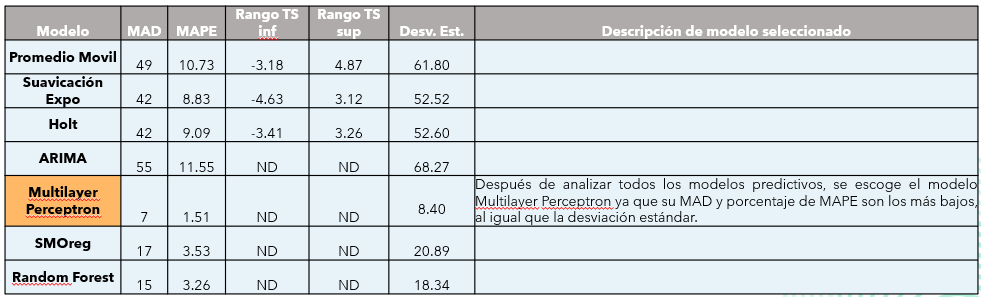 Modelo MAD MAPE Rango TS inf Rango TS sup Desv. Est. Descripción de modelo seleccionado
Promedio Movil 49 10.73 -3.18 4.87 61.80
Suavicación Expo 42 8.83 -4.63 3.12 52.52
Holt 42 9.09 -3.41 3.26 52.60
ARIMA 55 11.55 ND ND 68.27
Multilayer Perceptron 7 1.51 ND ND 8.40
Después de analizar todos los modelos predictivos, se escoge el modelo
Multilayer Perceptron ya que su MAD y porcentaje de MAPE son los más bajos,
al igual que la desviación estándar.
SMOreg 17 3.53 ND ND 20.89
Random Forest 15 3.26 ND ND 18.34